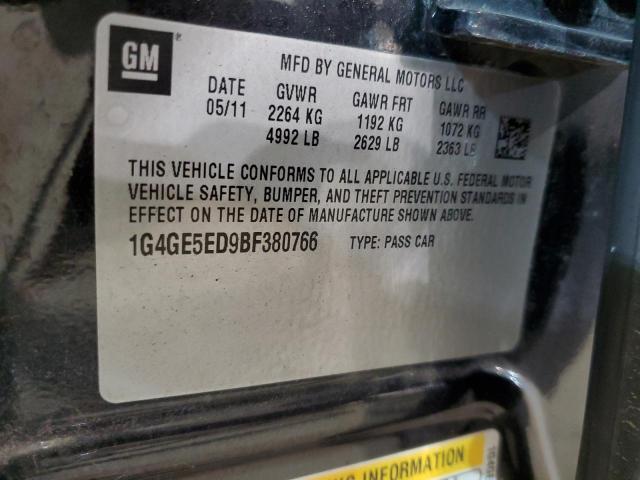 GM
MFD BY GENERAL MOTORS LLC
DATE GVWR GAWR FRT GAWR RR
05/11 2264 KG 1192 KG 1072 KG
4992 LB 2629 LB 2363 LB
THIS VEHICLE CONFORMS TO ALL APPLICABLE U.S. FEDERAL MOTOR
VEHICLE SAFETY, BUMPER, AND THEFT PREVENTION STANDARDS IN
EFFECT ON THE DATE OF MANUFACTURE SHOWN ABOVE.
1G4GE5ED9BF380766 TYPE: PASS CAR
INFORMATION